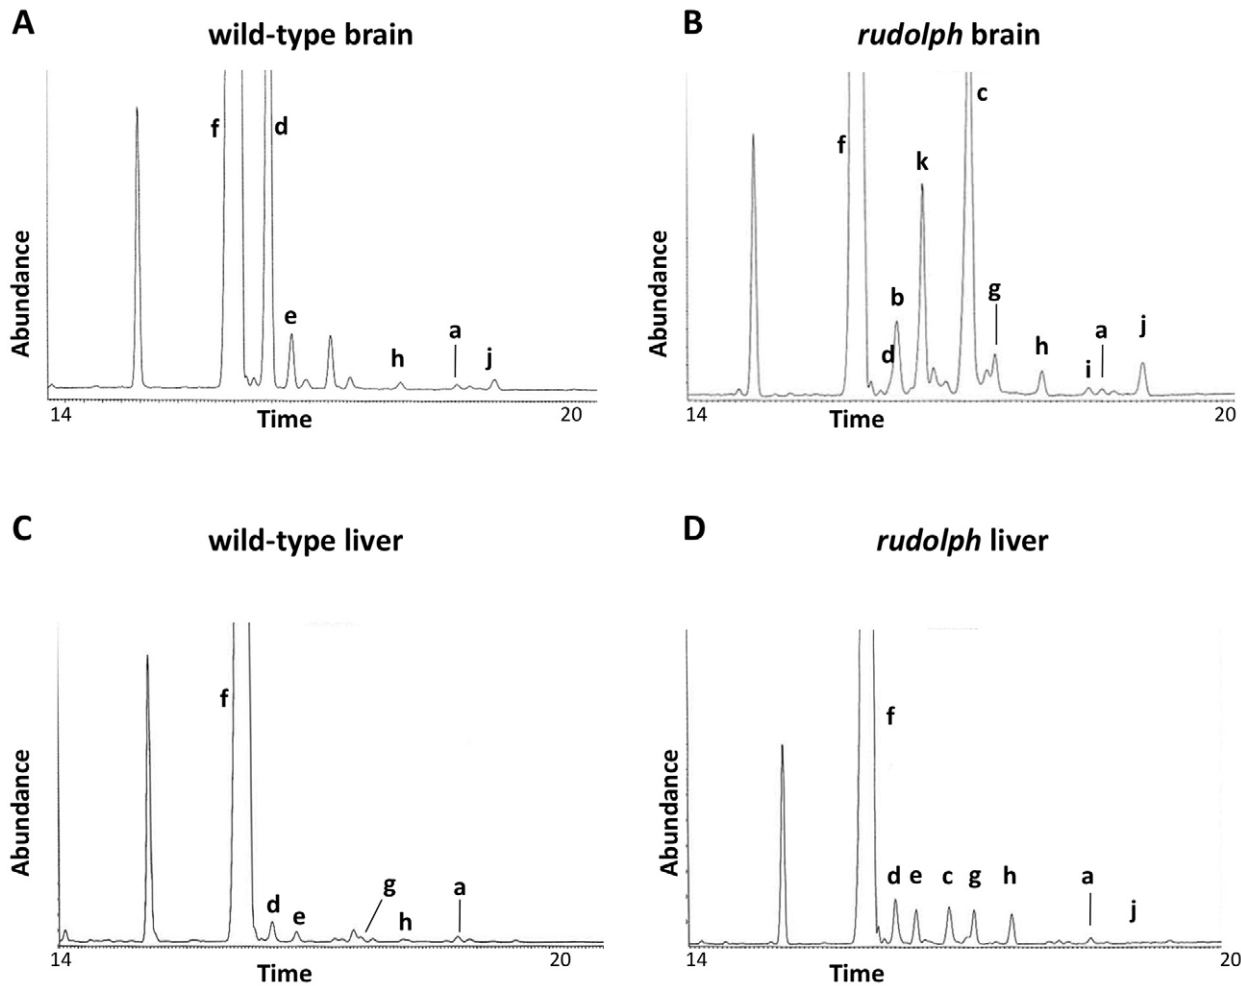 A
wild-type brain
f
d
e
h
a
j
Abundance
14
Time
20
B
rudolph brain
c
f
k
b
g
d
h
a
j
i
Abundance
14
Time
20
C
wild-type liver
f
d
e
g
h
a
Abundance
14
Time
20
D
rudolph liver
f
d e c g h a
j
Abundance
14
Time
20